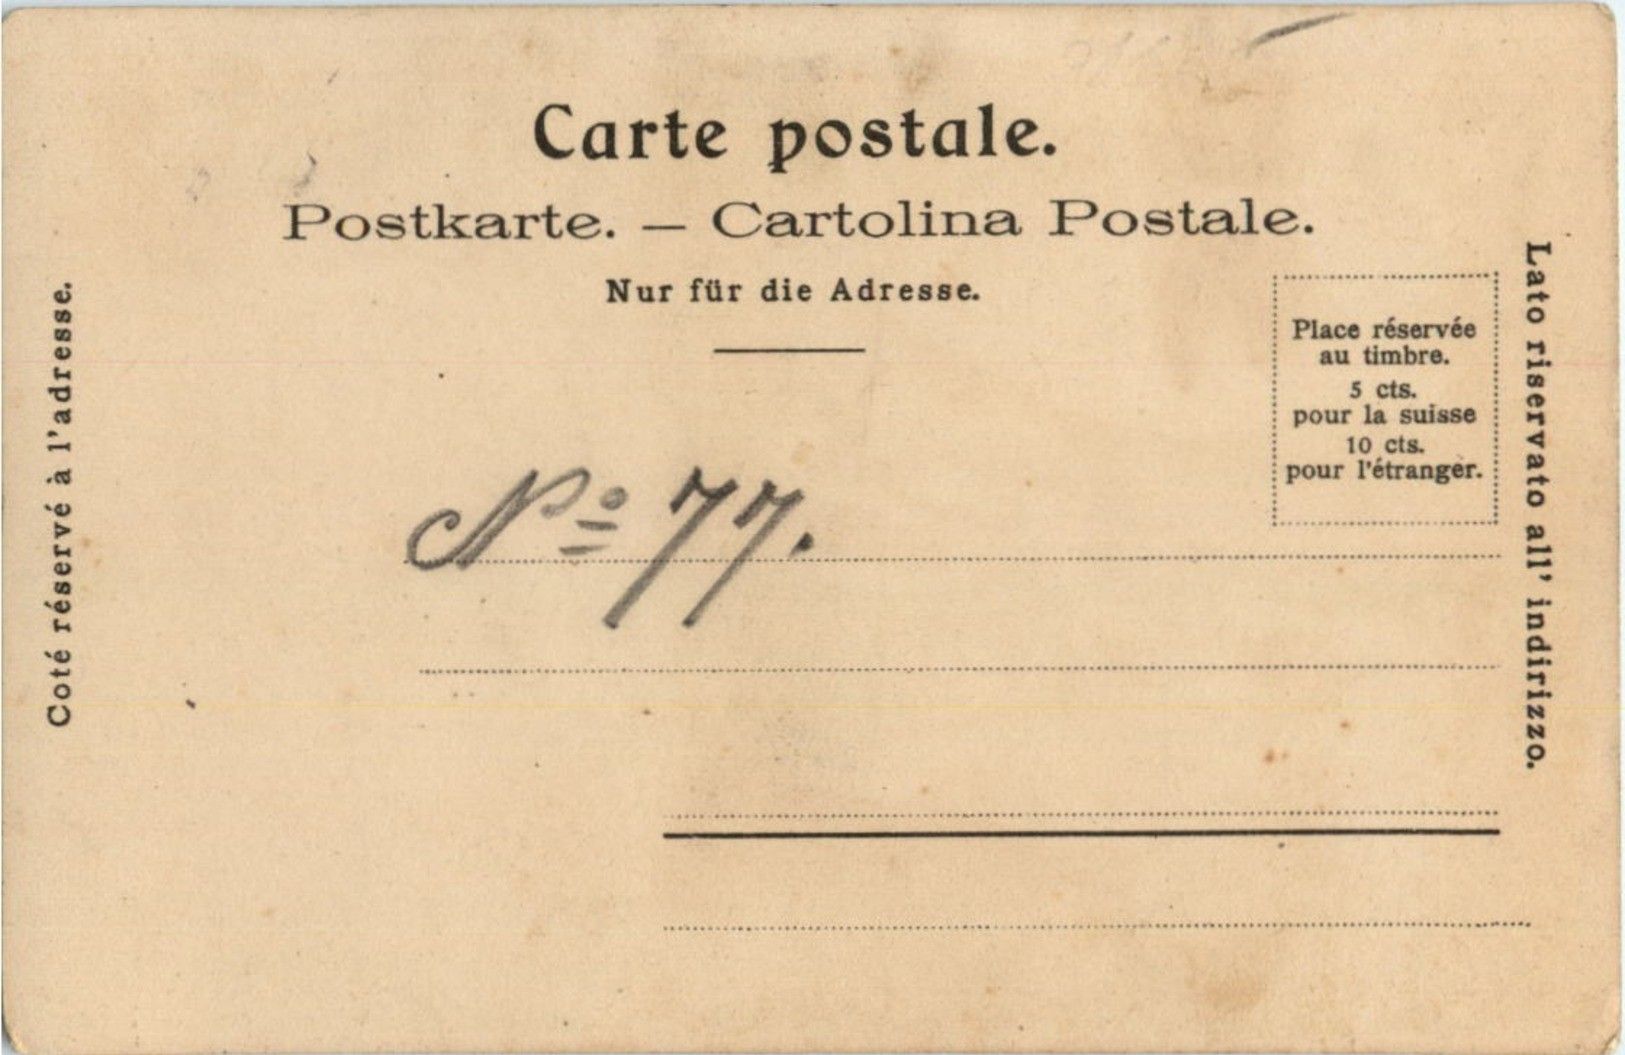 Carte postale.
Postkarte. — Cartolina Postale.
Nur für die Adresse.
Coté réservé à l'adresse.
Place réservée
au timbre.
5 cts.
pour la suisse
10 cts.
pour l'étranger.
Lato riservato all' indirizzo.
Nº 77.